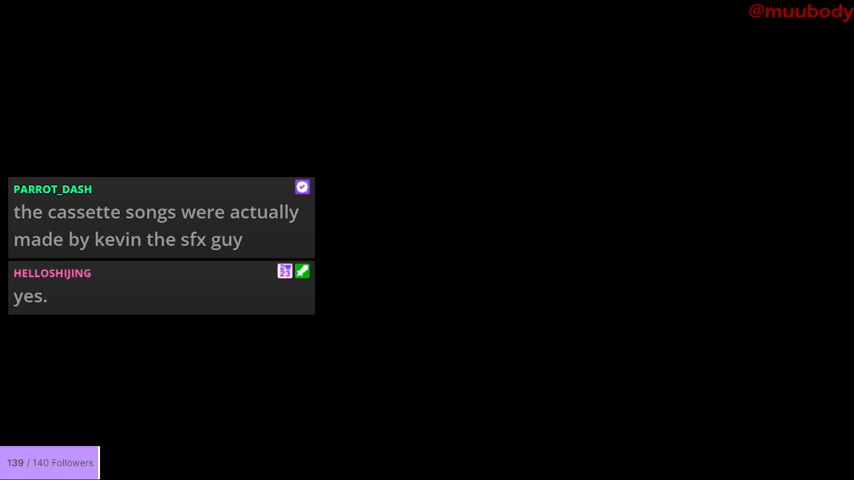 @muubody
PARROT_DASH
the cassette songs were actually
made by kevin the sfx guy
HELLOSHIJING
yes.
139 / 140 Followers